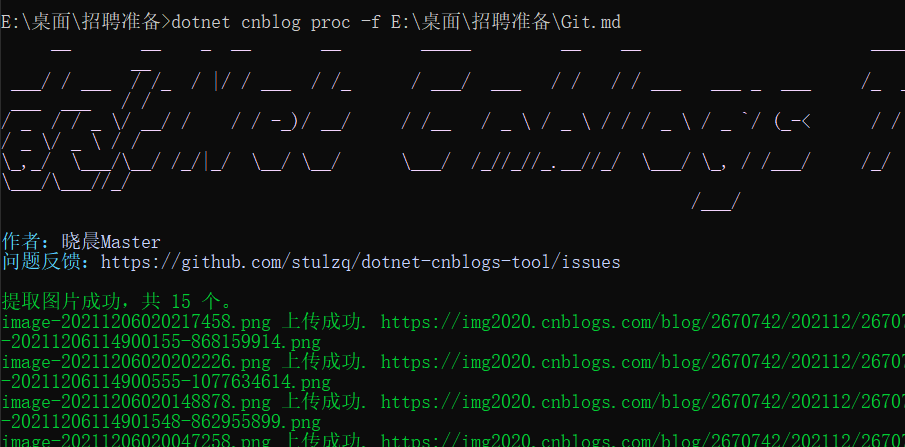 E:\桌面\招聘准备>dotnet cnblog proc -f E:\桌面\招聘准备\Git.md
作者：晓晨Master
问题反馈：https://github.com/stulzq/dotnet-cnblogs-tool/issues
提取图片成功，共 15 个。
image-20211206020217458.png 上传成功. https://img2020.cnblogs.com/blog/2670742/202112/2670
-20211206114900155-868159914.png
image-20211206020202226.png 上传成功. https://img2020.cnblogs.com/blog/2670742/202112/2670
-20211206114900555-1077634614.png
image-20211206020148878.png 上传成功. https://img2020.cnblogs.com/blog/2670742/202112/2670
-20211206114901548-862955899.png
image-20211206020047258.png 上传成功. https://img2020.cnblogs.com/blog/2670742/202112/2670